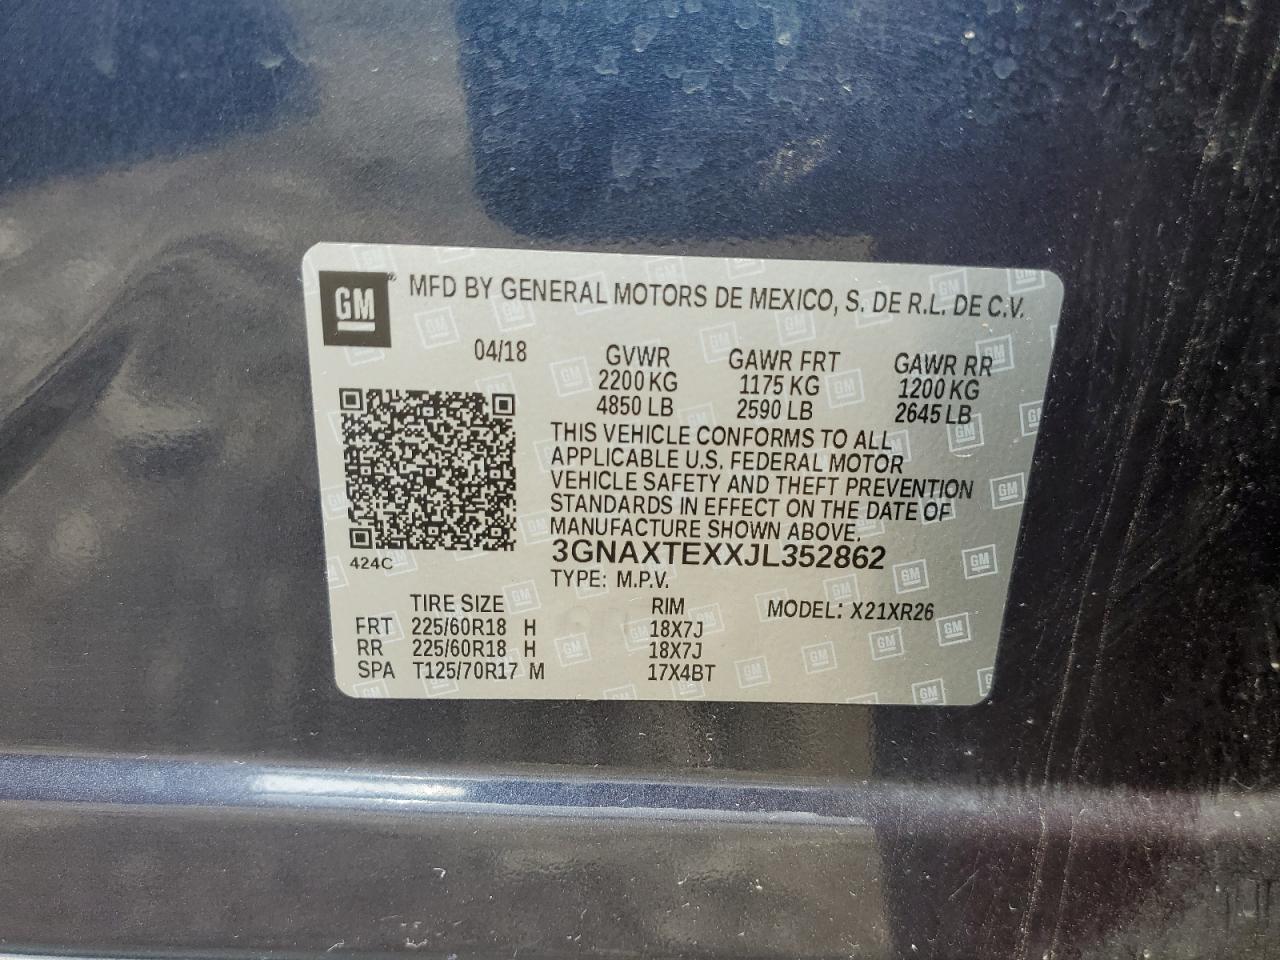 GM MFD BY GENERAL MOTORS DE MEXICO, S. DE R.L. DE C.V.
04/18 GVWR GAWR FRT GAWR RR
2200 KG 1175 KG 1200 KG
4850 LB 2590 LB 2645 LB
THIS VEHICLE CONFORMS TO ALL
APPLICABLE U.S. FEDERAL MOTOR
VEHICLE SAFETY AND THEFT PREVENTION
STANDARDS IN EFFECT ON THE DATE OF
MANUFACTURE SHOWN ABOVE.
424C 3GNAXTEXXJL352862
TYPE: M.P.V.
TIRE SIZE RIM MODEL: X21XR26
FRT 225/60R18 H 18X7J
RR 225/60R18 H 18X7J
SPA T125/70R17 M 17X4BT